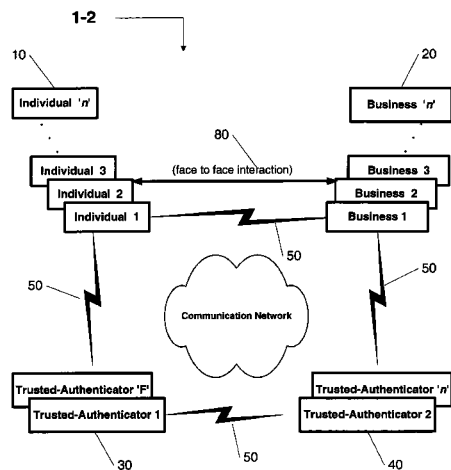 1-2
10
20
Individual 'n'
Business 'n'
80
Individual 3
(face to face interaction)
Business 3
Individual 2
Business 2
Individual 1
Business 1
50
50
50
Communication Network
Trusted-Authenticator 'F'
Trusted-Authenticator 'n'
Trusted-Authenticator 1
Trusted-Authenticator 2
30
50
40